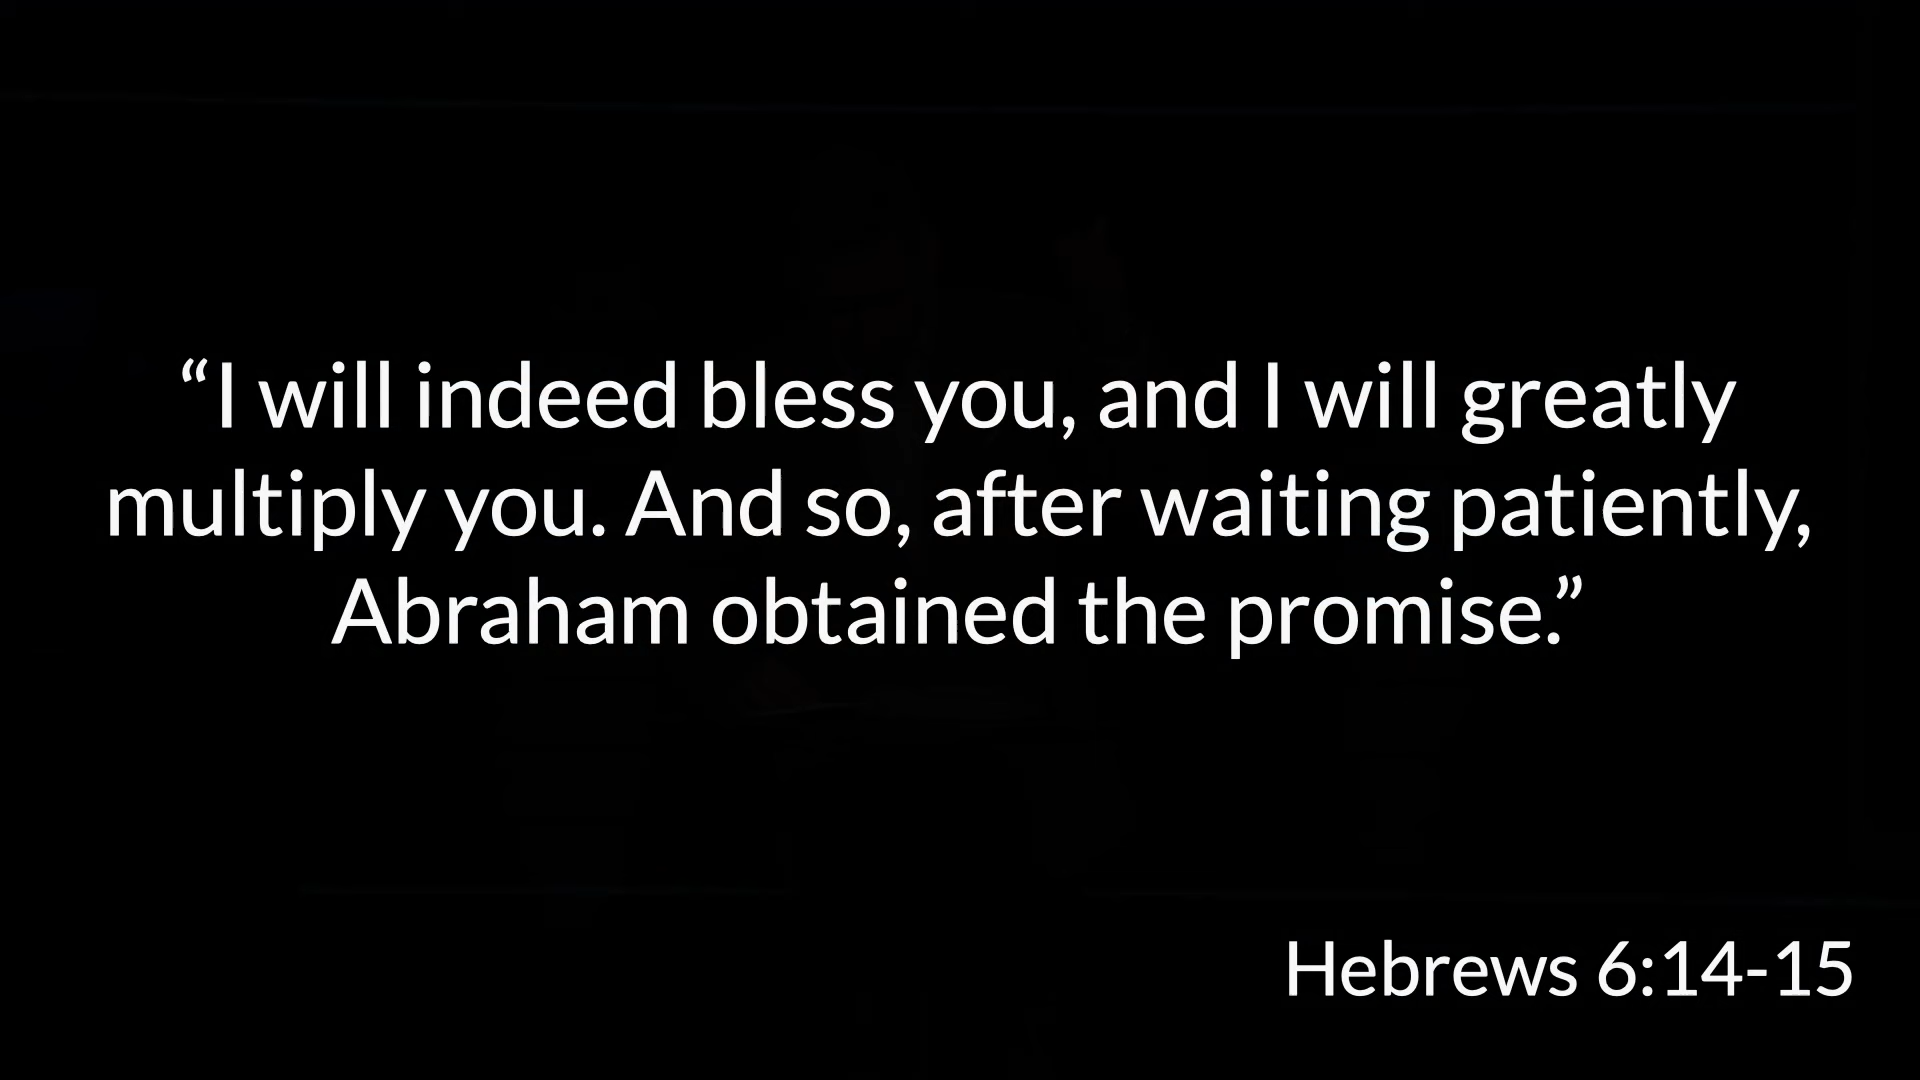 “I will indeed bless you, and I will greatly
multiply you. And so, after waiting patiently,
Abraham obtained the promise.”
Hebrews 6:14-15